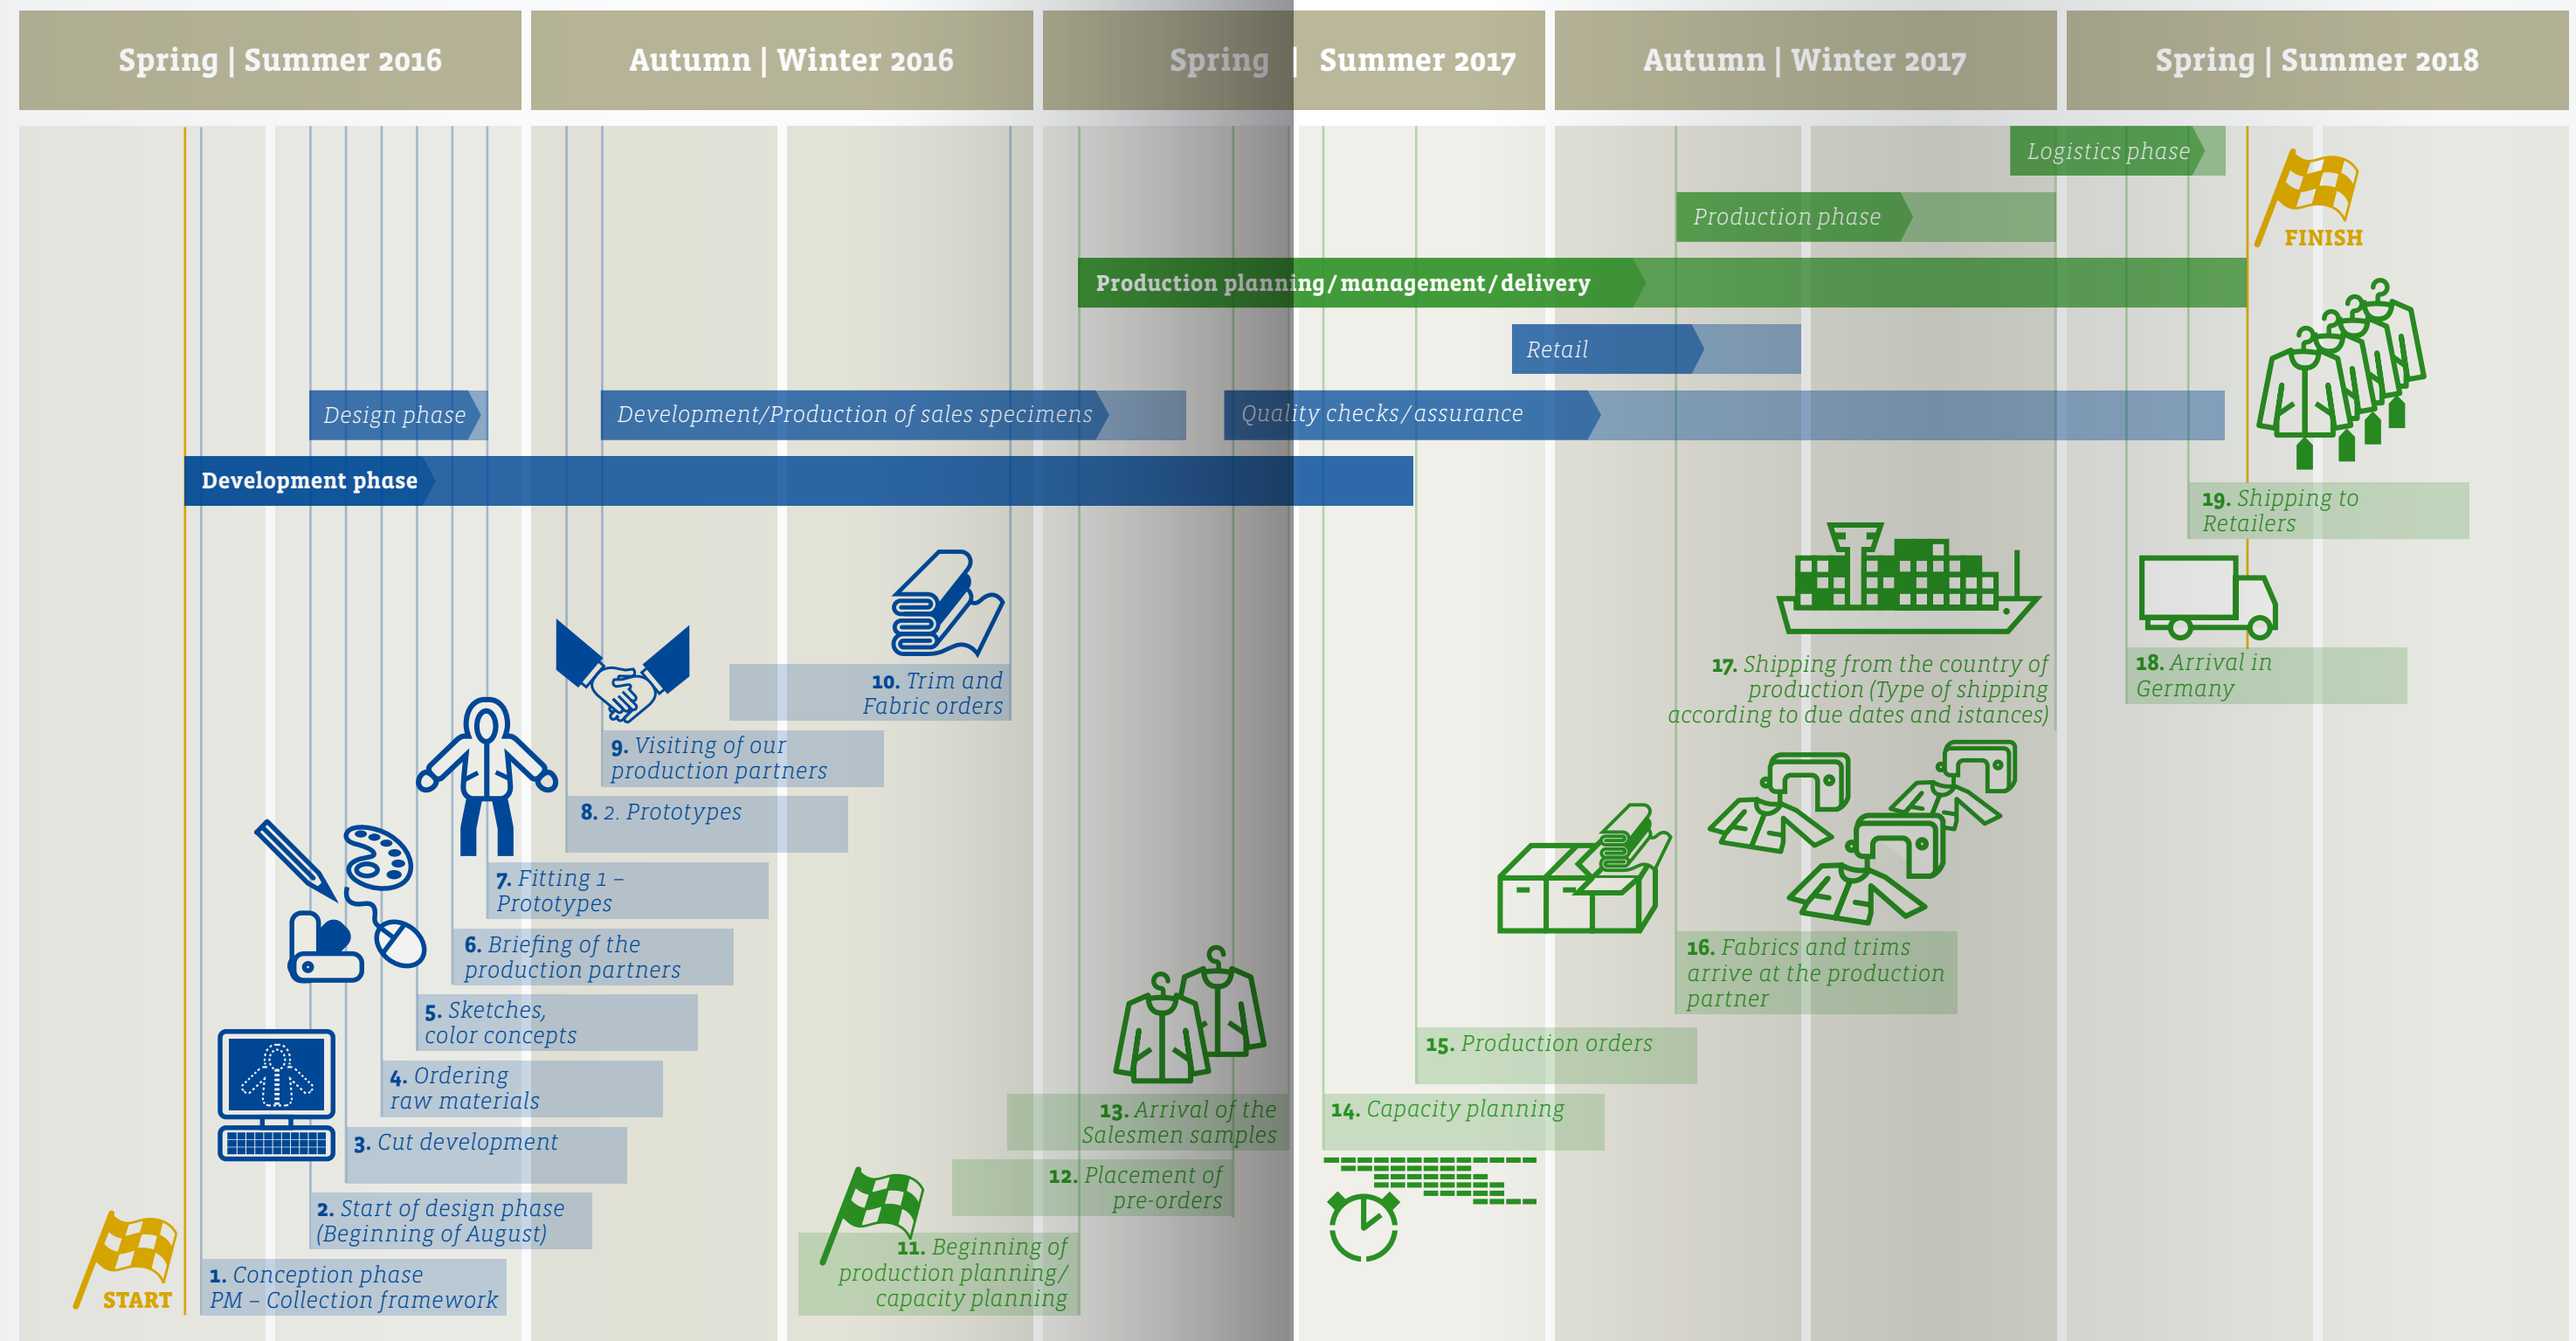 Spring | Summer 2016
Autumn | Winter 2016
Spring | Summer 2017
Autumn | Winter 2017
Spring | Summer 2018
Logistics phase
Production phase
FINISH
Production planning/management/delivery
Retail
Design phase
Development/Production of sales specimens
Quality checks/assurance
Development phase
19. Shipping to
Retailers
18. Arrival in
Germany
17. Shipping from the country of
production (Type of shipping
according to due dates and istances)
10. Trim and
Fabric orders
9. Visiting of our
production partners
8. 2. Prototypes
7. Fitting 1 –
Prototypes
6. Briefing of the
production partners
16. Fabrics and trims
arrive at the production
partner
5. Sketches,
color concepts
15. Production orders
4. Ordering
raw materials
13. Arrival of the
Salesmen samples
14. Capacity planning
3. Cut development
12. Placement of
pre-orders
2. Start of design phase
(Beginning of August)
11. Beginning of
production planning/
capacity planning
1. Conception phase
PM – Collection framework
START